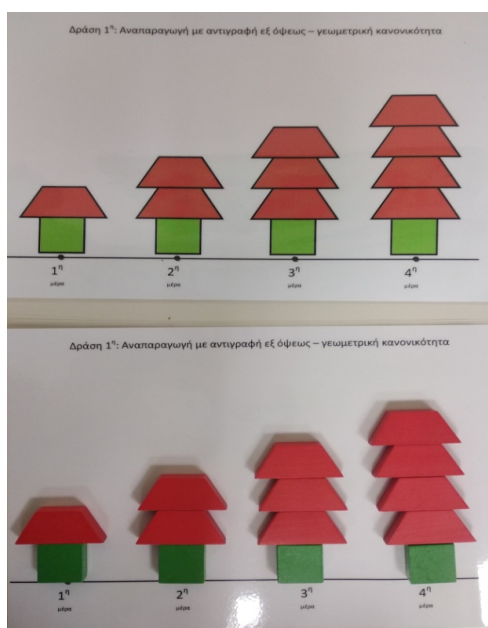 Δράση 1η: Αναπαραγωγή με αντιγραφή εξ όψεως – γεωμετρική κανονικότητα
1η 2η 3η 4η
μέρα μέρα μέρα μέρα
Δράση 1η: Αναπαραγωγή με αντιγραφή εξ όψεως – γεωμετρική κανονικότητα
1η 2η 3η 4η
μέρα μέρα μέρα μέρα